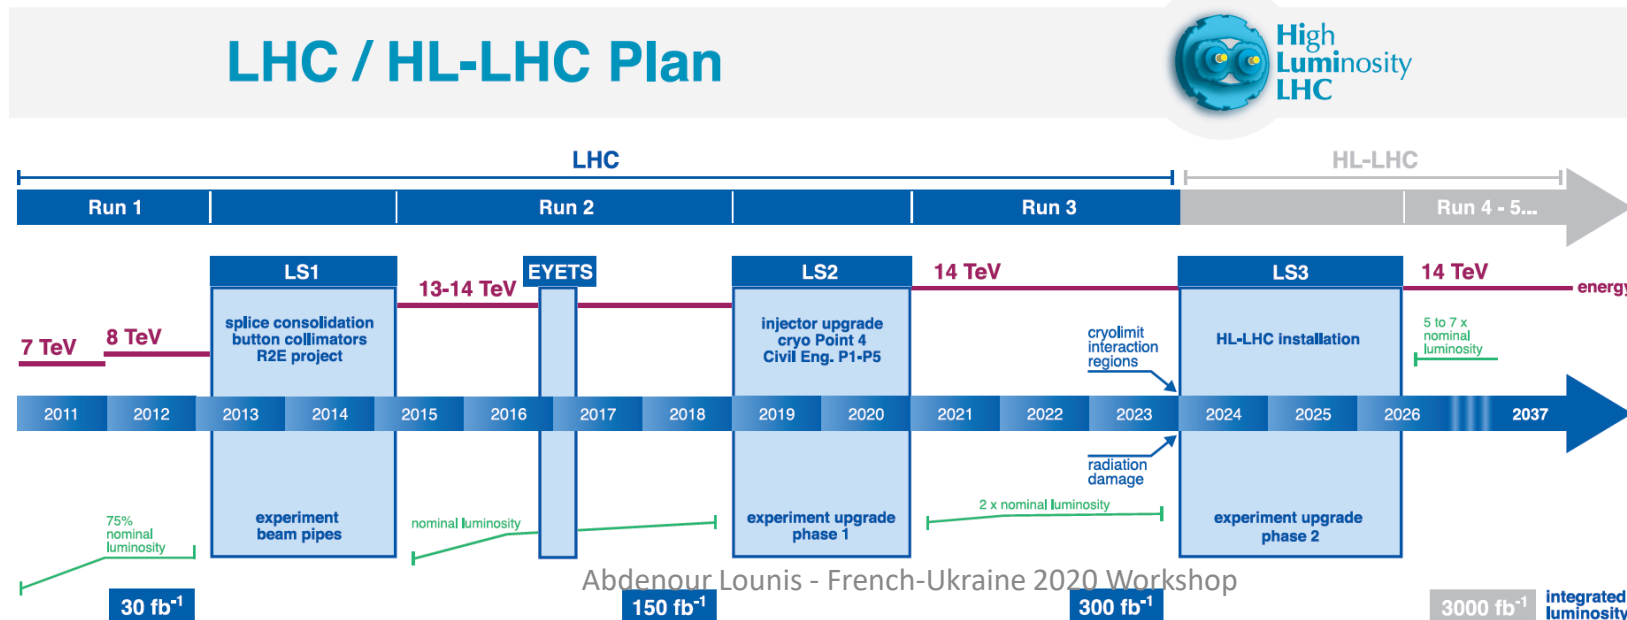 LHC / HL-LHC Plan
High
Luminosity
LHC
LHC
HL-LHC
Run 1
Run 2
Run 3
Run 4 - 5...
LS1
EYETS
LS2
14 TeV
LS3
14 TeV
energy
13-14 TeV
7 TeV
8 TeV
splice consolidation
button collimators
R2E project
injector upgrade
cryo Point 4
Civil Eng. P1-P5
cryolimit
interaction
regions
HL-LHC installation
5 to 7 x
nominal
luminosity
2011
2012
2013
2014
2015
2016
2017
2018
2019
2020
2021
2022
2023
2024
2025
2026
2037
radiation
damage
75%
nominal
luminosity
experiment
beam pipes
nominal luminosity
experiment upgrade
phase 1
2 x nominal luminosity
experiment upgrade
phase 2
Abdenour Lounis - French-Ukraine 2020 Workshop
30 fb⁻¹
150 fb⁻¹
300 fb⁻¹
3000 fb⁻¹
integrated
luminosity